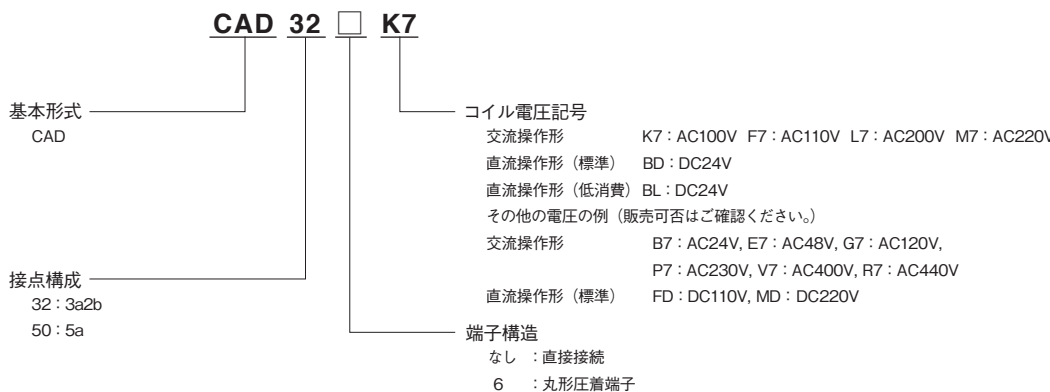 CAD 32 □ K7
基本形式
CAD
コイル電圧記号
交流操作形 K7：AC100V F7：AC110V L7：AC200V M7：AC220V
直流操作形（標準） BD：DC24V
直流操作形（低消費）BL：DC24V
その他の電圧の例（販売可否はご確認ください。）
交流操作形 B7：AC24V, E7：AC48V, G7：AC120V,
P7：AC230V, V7：AC400V, R7：AC440V
直流操作形（標準） FD：DC110V, MD：DC220V
接点構成
32：3a2b
50：5a
端子構造
なし ：直接接続
6 ：丸形圧着端子